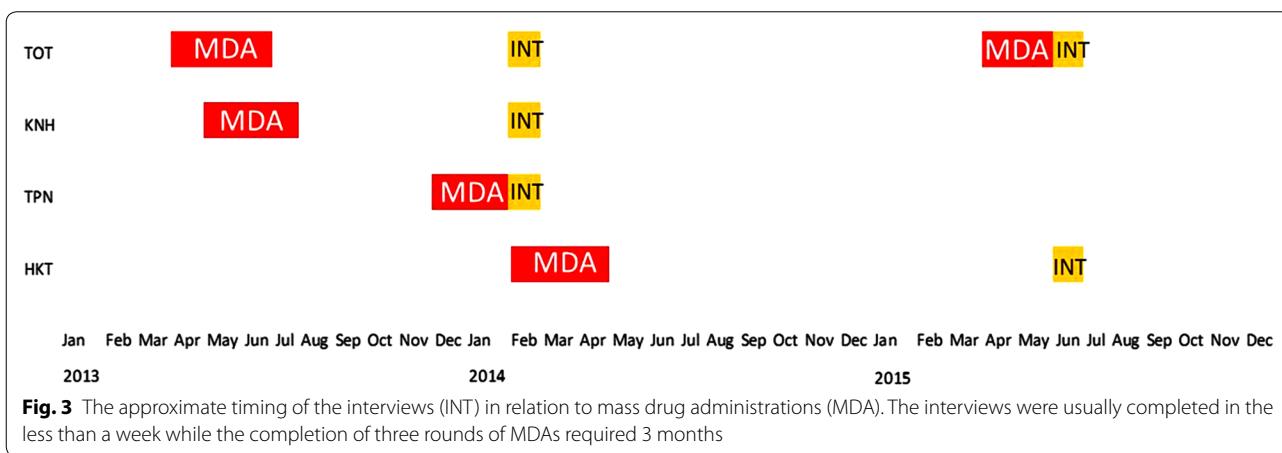 TOT MDA INT MDA INT
KNH MDA INT
TPN MDA INT
HKT MDA INT
Jan Feb Mar Apr May Jun Jul Aug Sep Oct Nov Dec Jan Feb Mar Apr May Jun Jul Aug Sep Oct Nov Dec Jan Feb Mar Apr May Jun Jul Aug Sep Oct Nov Dec
2013 2014 2015
Fig. 3 The approximate timing of the interviews (INT) in relation to mass drug administrations (MDA). The interviews were usually completed in the
less than a week while the completion of three rounds of MDAs required 3 months